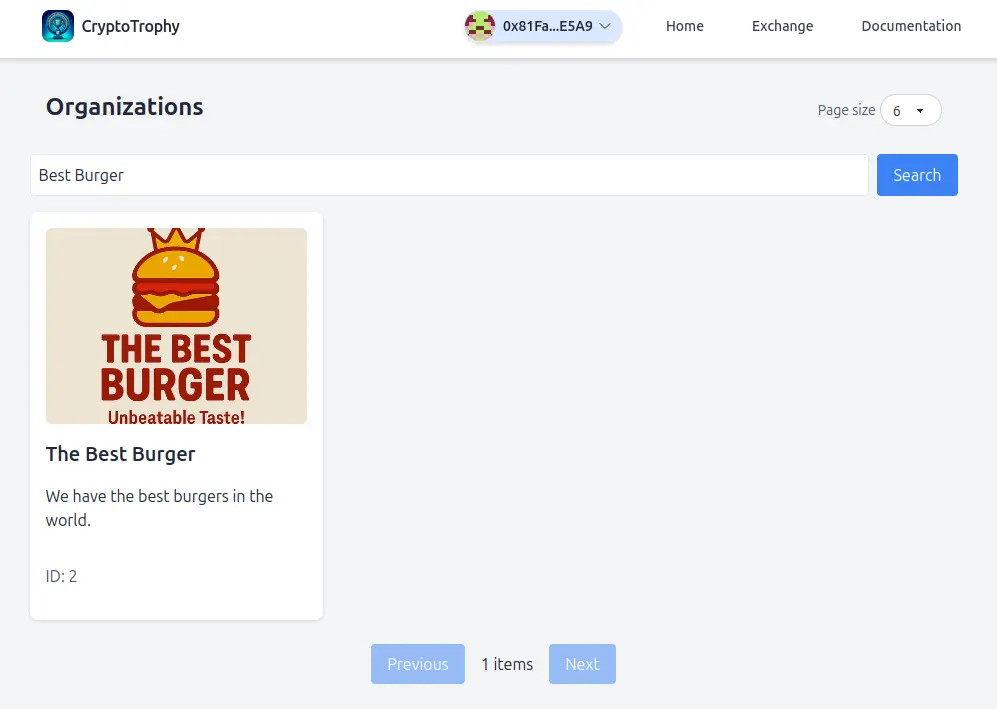 CryptoTrophy
0x81Fa...E5A9
Home
Exchange
Documentation
Organizations
Page size
6
Best Burger
Search
THE BEST
BURGER
Unbeatable Taste!
The Best Burger
We have the best burgers in the
world.
ID: 2
Previous
1 items
Next